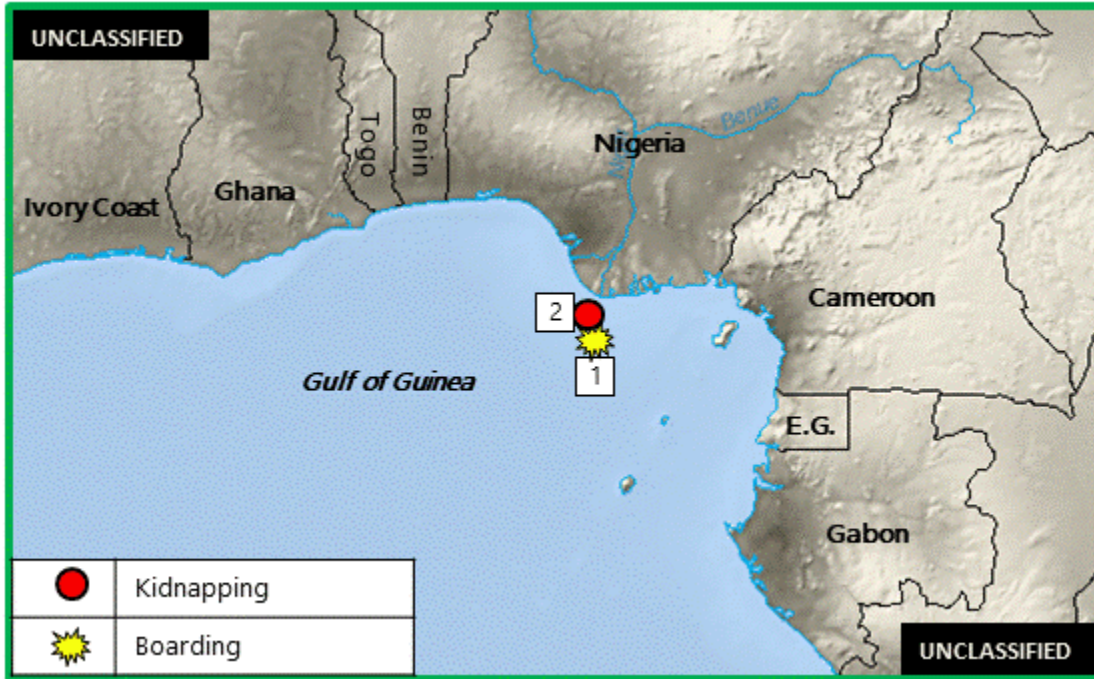 UNCLASSIFIED
Togo
Benin
Benue
Nigeria
Ghana
Ivory Coast
Cameroon
2
1
Gulf of Guinea
E.G.
Gabon
Kidnapping
Boarding
UNCLASSIFIED